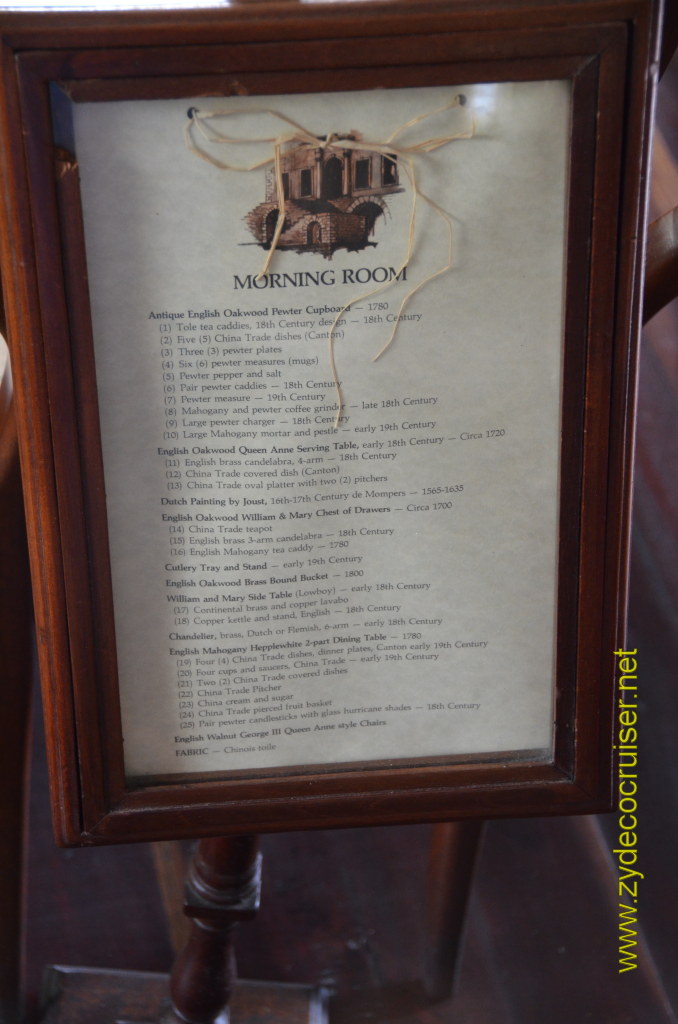 MORNING ROOM
Antique English Oakwood Pewter Cupboard — 1780
(1) Tole tea caddies, 18th Century design — 18th Century
(2) Five (5) China Trade dishes (Canton)
(3) Three (3) pewter plates
(4) Six (6) pewter measures (mugs)
(5) Pewter pepper and salt
(6) Pair pewter caddies — 18th Century
(7) Pewter measure — 19th Century
(8) Mahogany and pewter coffee grinder — late 18th Century
(9) Large pewter charger — 18th Century
(10) Large Mahogany mortar and pestle — early 19th Century
English Oakwood Queen Anne Serving Table, early 18th Century — Circa 1720
(11) English brass candelabra, 4-arm — 18th Century
(12) China Trade covered dish (Canton)
(13) China Trade oval platter with two (2) pitchers
Dutch Painting by Joust, 16th-17th Century de Mompers — 1565-1635
English Oakwood William & Mary Chest of Drawers — Circa 1700
(14) China Trade teapot
(15) English brass 3-arm candelabra — 18th Century
(16) English Mahogany tea caddy — 1780
Cutlery Tray and Stand — early 19th Century
English Oakwood Brass Bound Bucket — 1800
William and Mary Side Table (Lowboy) — early 18th Century
(17) Continental brass and copper lavabo
(18) Copper kettle and stand, English — 18th Century
Chandelier, brass, Dutch or Flemish, 6-arm — early 18th Century
English Mahogany Hepplewhite 2-part Dining Table — 1780
(19) Four (4) China Trade dishes, dinner plates, Canton early 19th Century
(20) Four cups and saucers, China Trade — early 19th Century
(21) Two (2) China Trade covered dishes
(22) China Trade Pitcher
(23) China cream and sugar
(24) China Trade pierced fruit basket
(25) Pair pewter candlesticks with glass hurricane shades — 18th Century
English Walnut George III Queen Anne style Chairs
FABRIC — Chinois toile
www.zydecocruiser.net